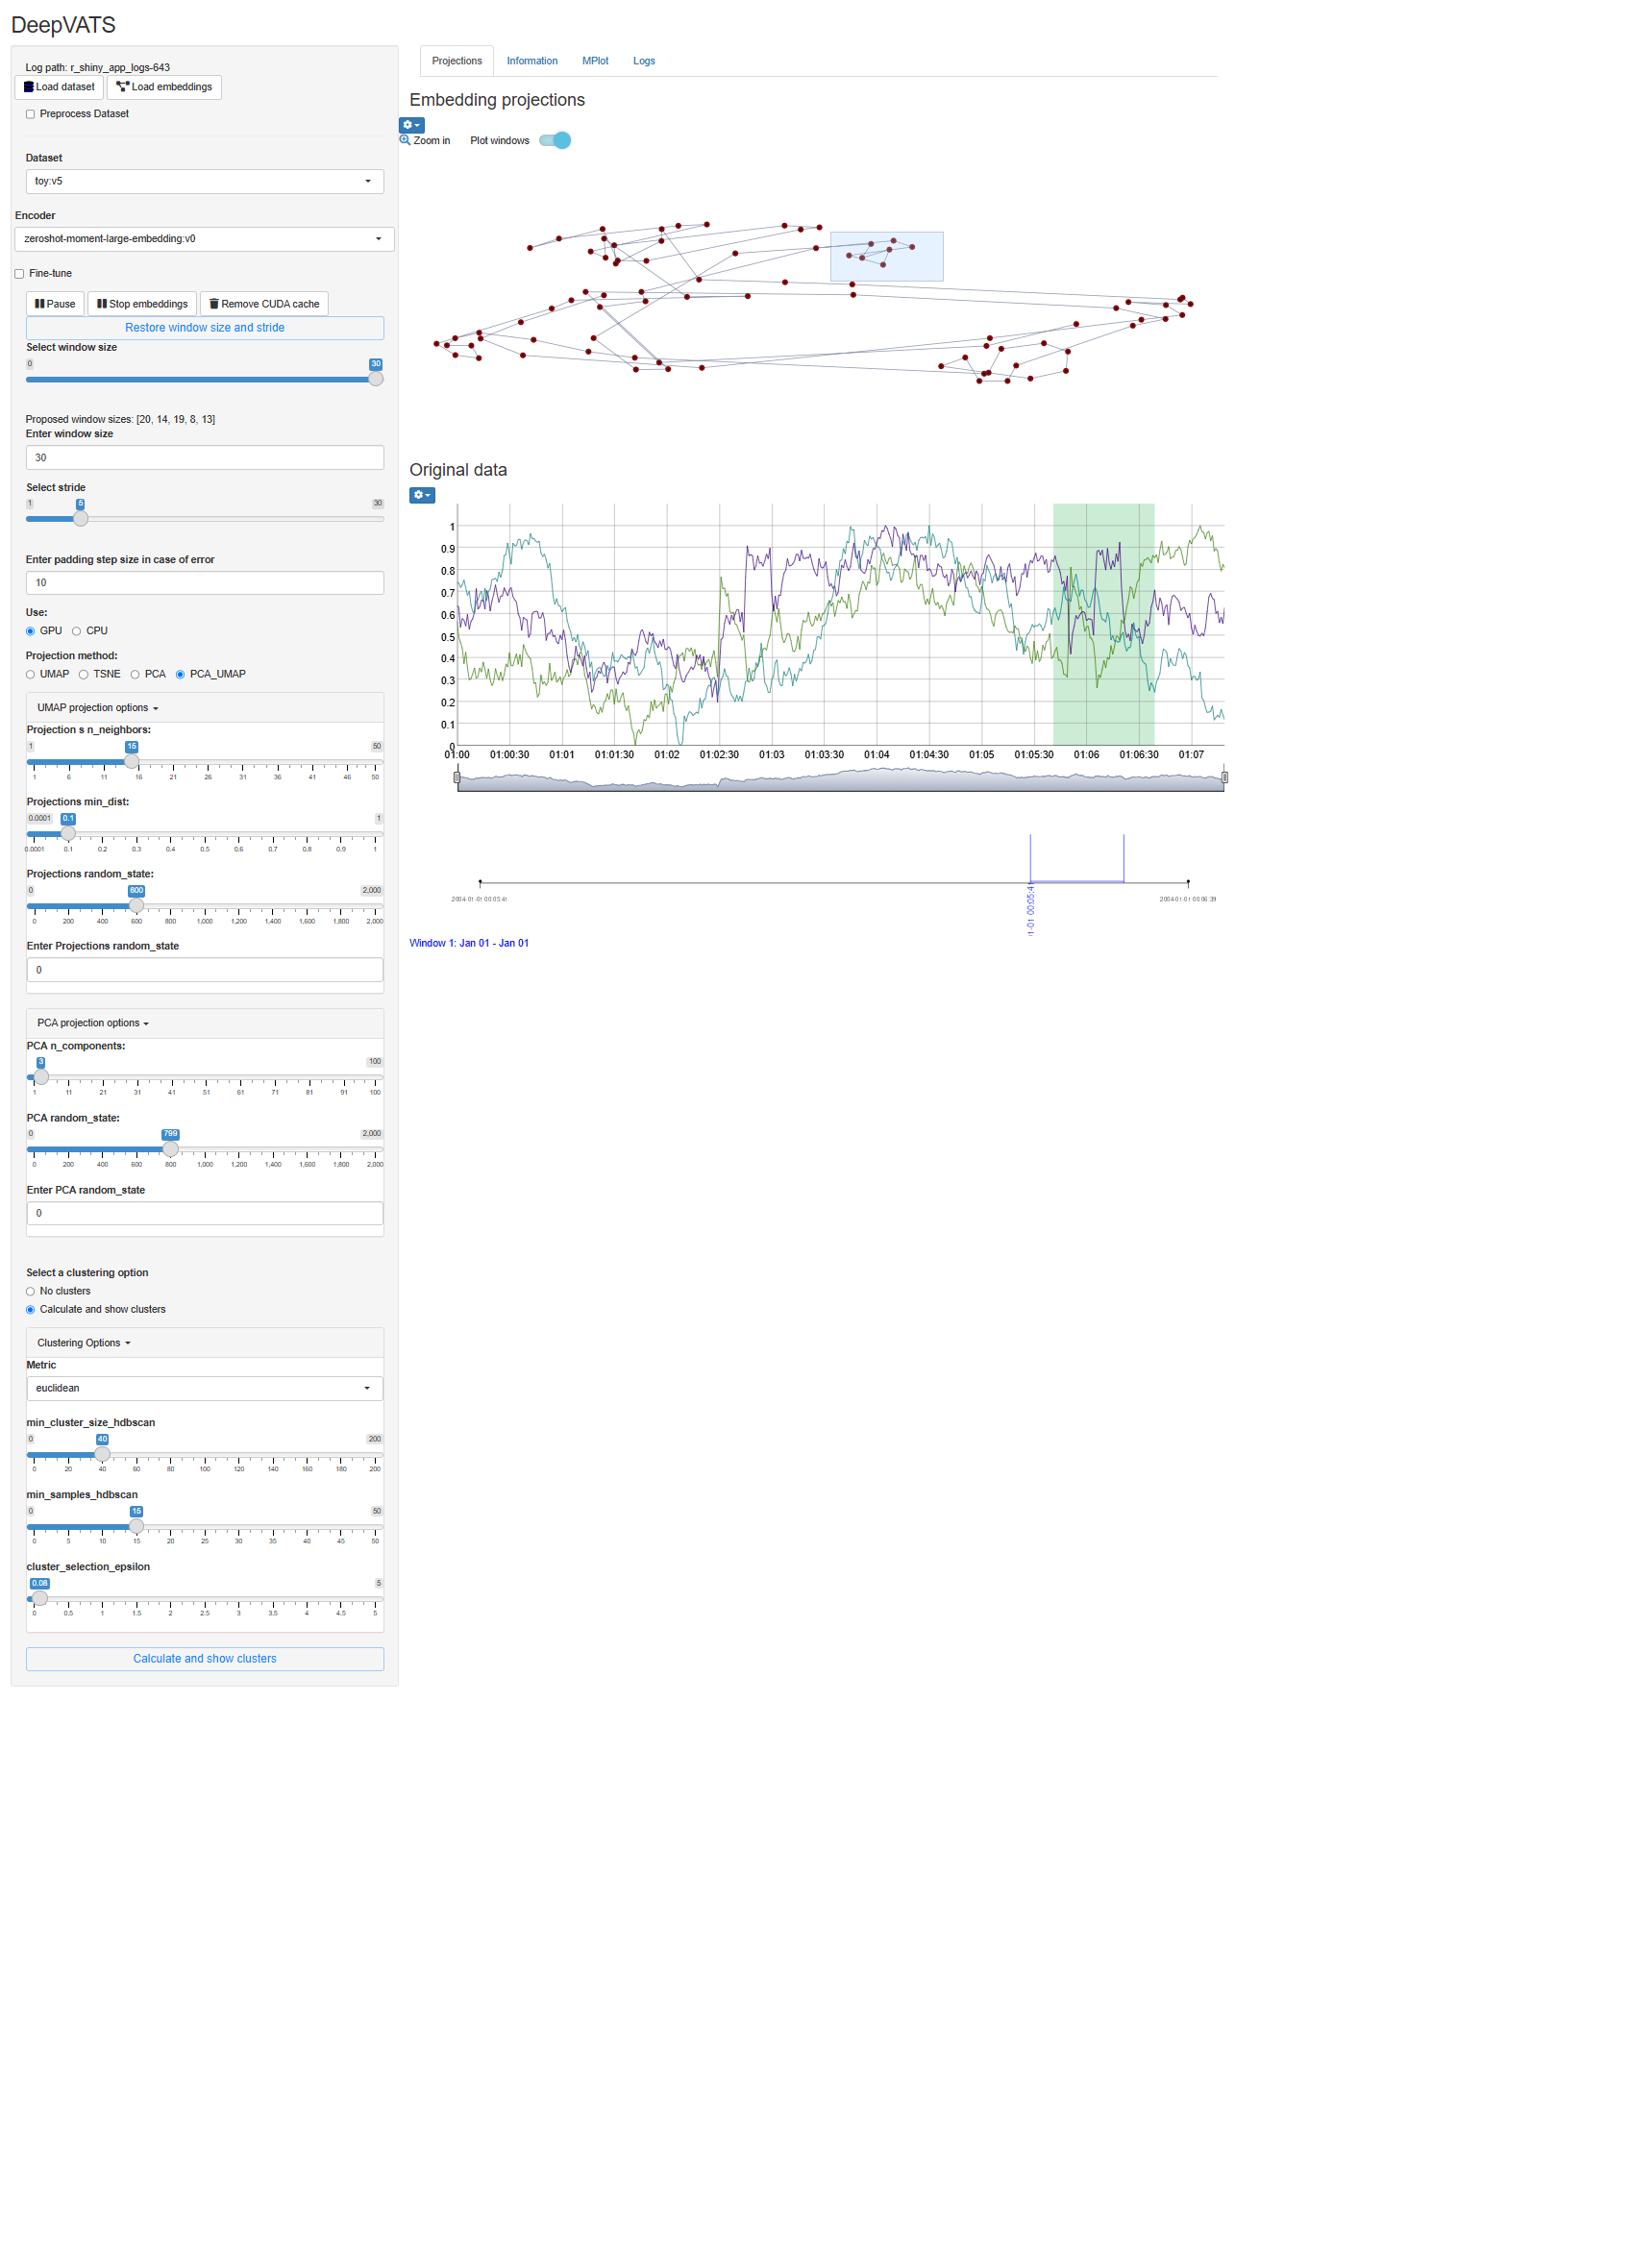 DeepVATS
Log path: r_shiny_app_logs-643
Load dataset
Load embeddings
Preprocess Dataset
Dataset
toy:v5
Encoder
zeroshot-moment-large-embedding:v0
Fine-tune
Pause
Stop embeddings
Remove CUDA cache
Restore window size and stride
Select window size
0 30
Proposed window sizes: [20, 14, 19, 8, 13]
Enter window size
30
Select stride
1 5 30
Enter padding step size in case of error
10
Use:
GPU CPU
Projection method:
UMAP TSNE PCA PCA_UMAP
UMAP projection options
Projection s n_neighbors:
1 15 50
1 6 11 16 21 26 31 36 41 46 50
Projections min_dist:
0.0001 0.1 1
0.0001 0.1 0.2 0.3 0.4 0.5 0.6 0.7 0.8 0.9 1
Projections random_state:
0 600 2,000
0 200 400 600 800 1,000 1,200 1,400 1,600 1,800 2,000
Enter Projections random_state
0
PCA projection options
PCA n_components:
3 100
1 11 21 31 41 51 61 71 81 91 100
PCA random_state:
0 799 2,000
0 200 400 600 800 1,000 1,200 1,400 1,600 1,800 2,000
Enter PCA random_state
0
Select a clustering option
No clusters
Calculate and show clusters
Clustering Options
Metric
euclidean
min_cluster_size_hdbscan
0 40 200
0 20 40 60 80 100 120 140 160 180 200
min_samples_hdbscan
0 15 50
0 5 10 15 20 25 30 35 40 45 50
cluster_selection_epsilon
0.08 5
0 0.5 1 1.5 2 2.5 3 3.5 4 4.5 5
Calculate and show clusters
Projections Information MPlot Logs
Embedding projections
Zoom in Plot windows
Original data
1
0.9
0.8
0.7
0.6
0.5
0.4
0.3
0.2
0.1
0
01:00 01:00:30 01:01 01:01:30 01:02 01:02:30 01:03 01:03:30 01:04 01:04:30 01:05 01:05:30 01:06 01:06:30 01:07
2004-01-01 00:05:41
2004-01-01 00:06:39
1-01 00:05:41
Window 1: Jan 01 - Jan 01